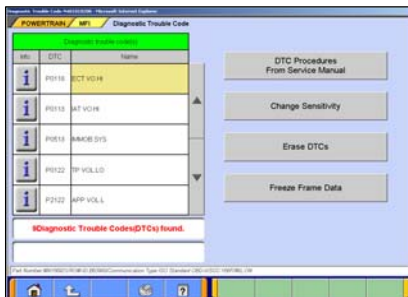 POWERTRAIN / MFI / Diagnostic Trouble Code
Diagnostic trouble code(s)
Info. DTC Name
P0118 ECT VO HI
P0113 IAT VO HI
P0513 IMMOB SYS
P0122 TP VOL LO
P2122 APP VOL L
9Diagnostic Trouble Codes(DTCs) found.
DTC Procedures
From Service Manual
Change Sensitivity
Erase DTCs
Freeze Frame Data